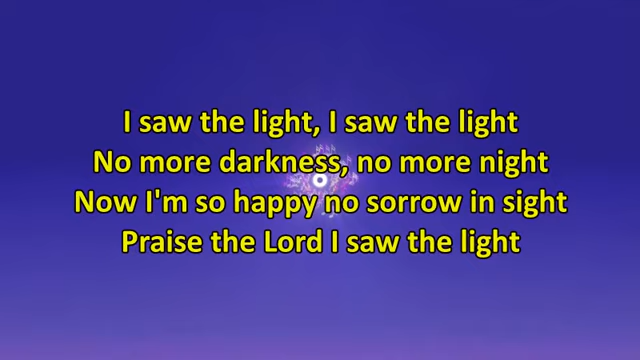 I saw the light, I saw the light
No more darkness, no more night
Now I'm so happy no sorrow in sight
Praise the Lord I saw the light